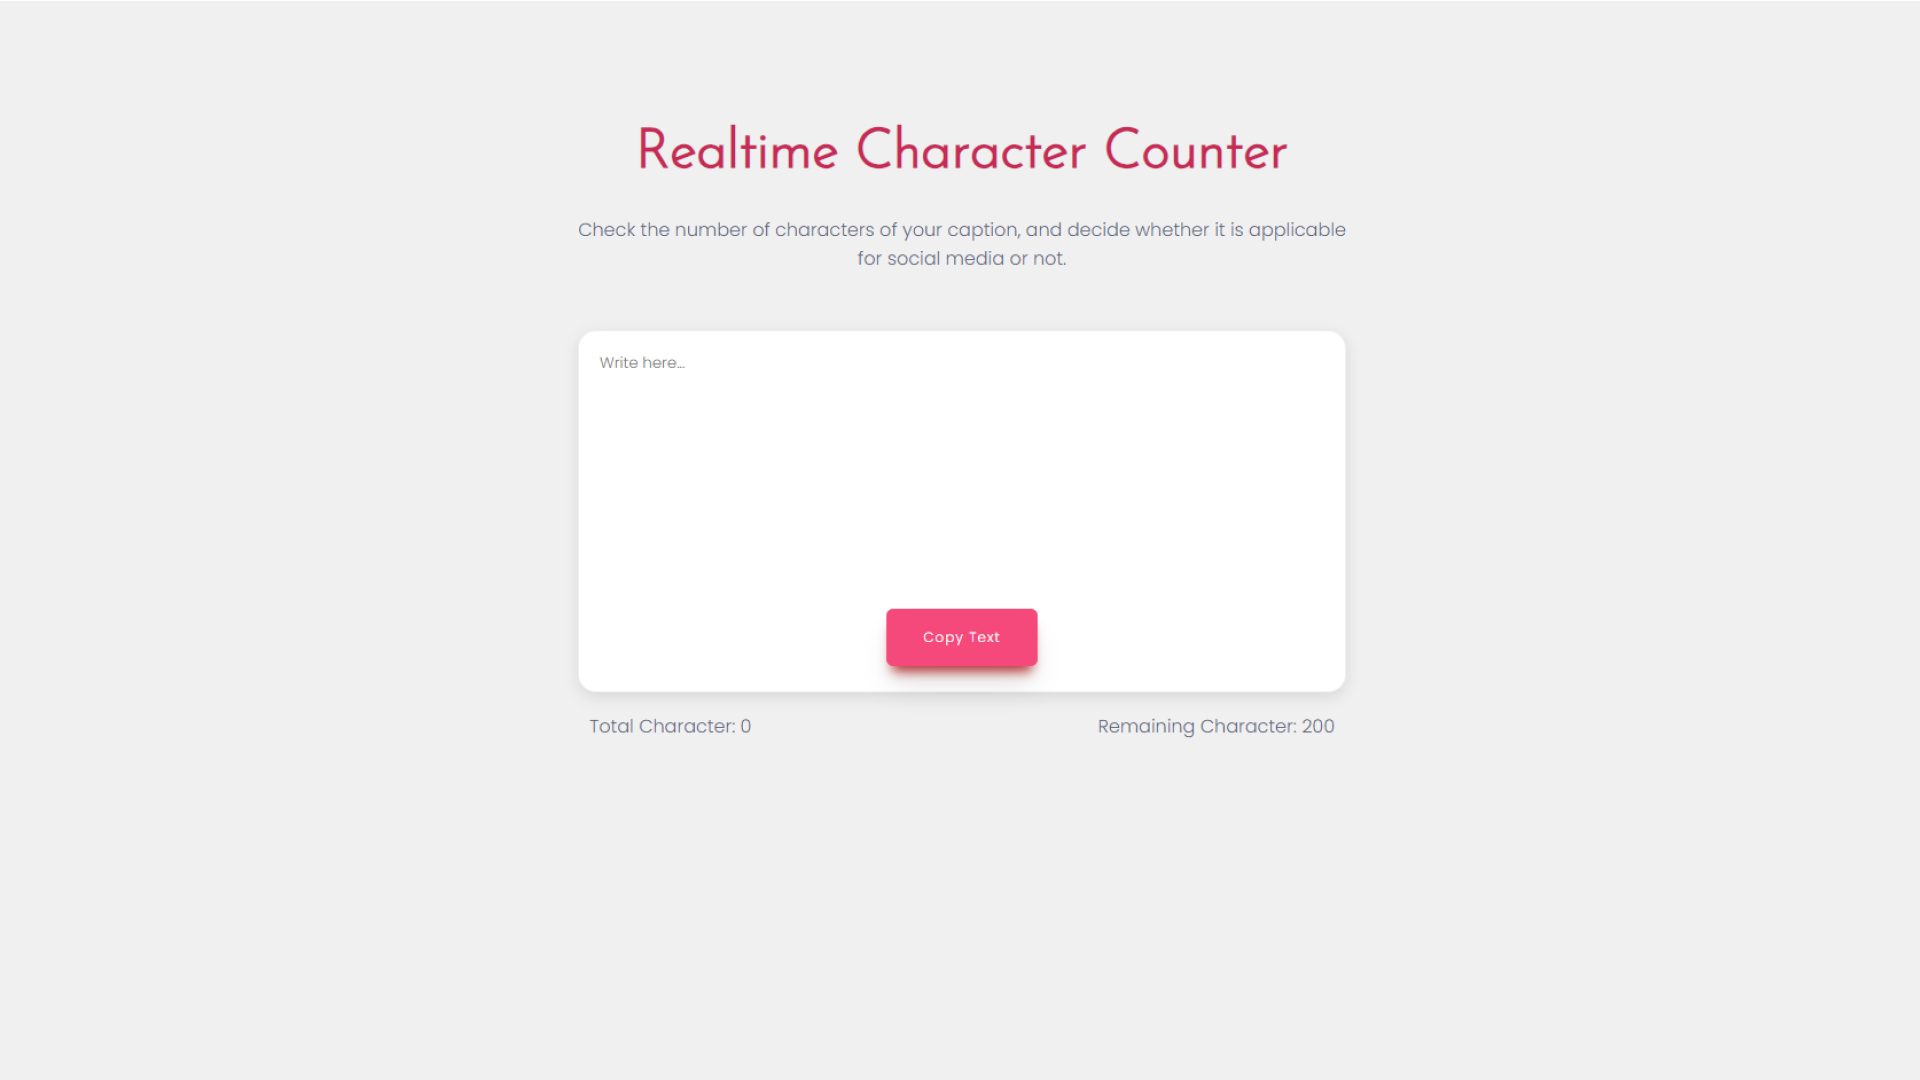 Realtime Character Counter
Check the number of characters of your caption, and decide whether it is applicable
for social media or not.
Write here...
Copy Text
Total Character: 0
Remaining Character: 200